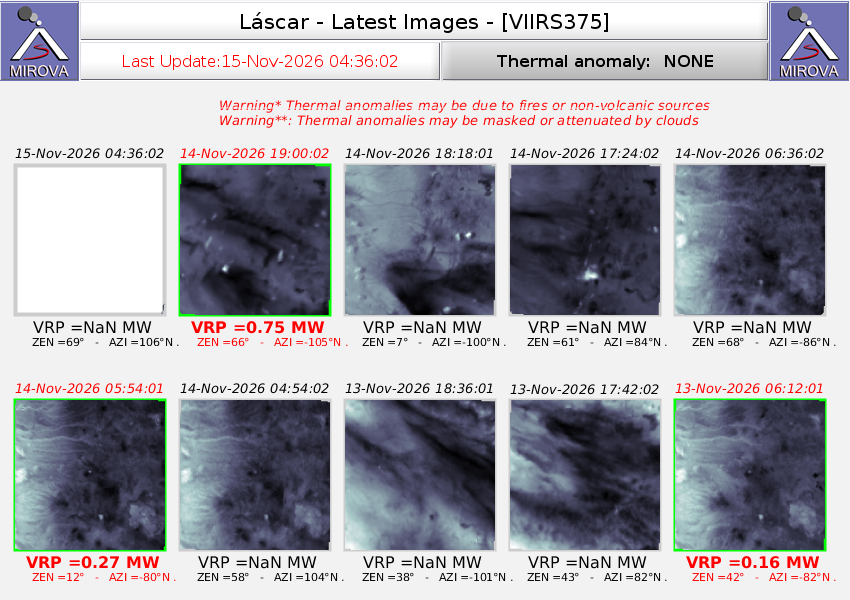 Láscar - Latest Images - [VIIRS375]
MIROVA
Last Update:15-Nov-2026 04:36:02
Thermal anomaly: NONE
MIROVA
Warning* Thermal anomalies may be due to fires or non-volcanic sources
Warning**: Thermal anomalies may be masked or attenuated by clouds
15-Nov-2026 04:36:02
14-Nov-2026 19:00:02
14-Nov-2026 18:18:01
14-Nov-2026 17:24:02
14-Nov-2026 06:36:02
VRP =NaN MW
VRP =0.75 MW
VRP =NaN MW
VRP =NaN MW
VRP =NaN MW
ZEN =69° - AZI =106°N .
ZEN =66° - AZI =-105°N .
ZEN =7° - AZI =-100°N .
ZEN =61° - AZI =84°N .
ZEN =68° - AZI =-86°N .
14-Nov-2026 05:54:01
14-Nov-2026 04:54:02
13-Nov-2026 18:36:01
13-Nov-2026 17:42:02
13-Nov-2026 06:12:01
VRP =0.27 MW
VRP =NaN MW
VRP =NaN MW
VRP =NaN MW
VRP =0.16 MW
ZEN =12° - AZI =-80°N .
ZEN =58° - AZI =104°N .
ZEN =38° - AZI =-101°N .
ZEN =43° - AZI =82°N .
ZEN =42° - AZI =-82°N .